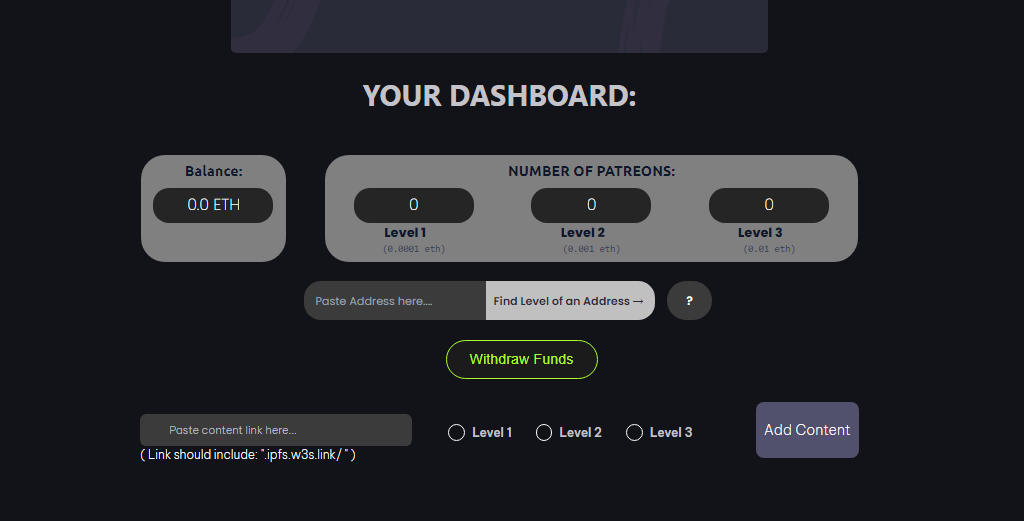 YOUR DASHBOARD:
Balance:
0.0 ETH
NUMBER OF PATREONS:
0 0 0
Level 1 Level 2 Level 3
(0.0001 eth) (0.001 eth) (0.01 eth)
Paste Address here.... Find Level of an Address → ?
Withdraw Funds
Paste content link here... Level 1 Level 2 Level 3 Add Content
( Link should include: ".ipfs.w3s.link/ " )